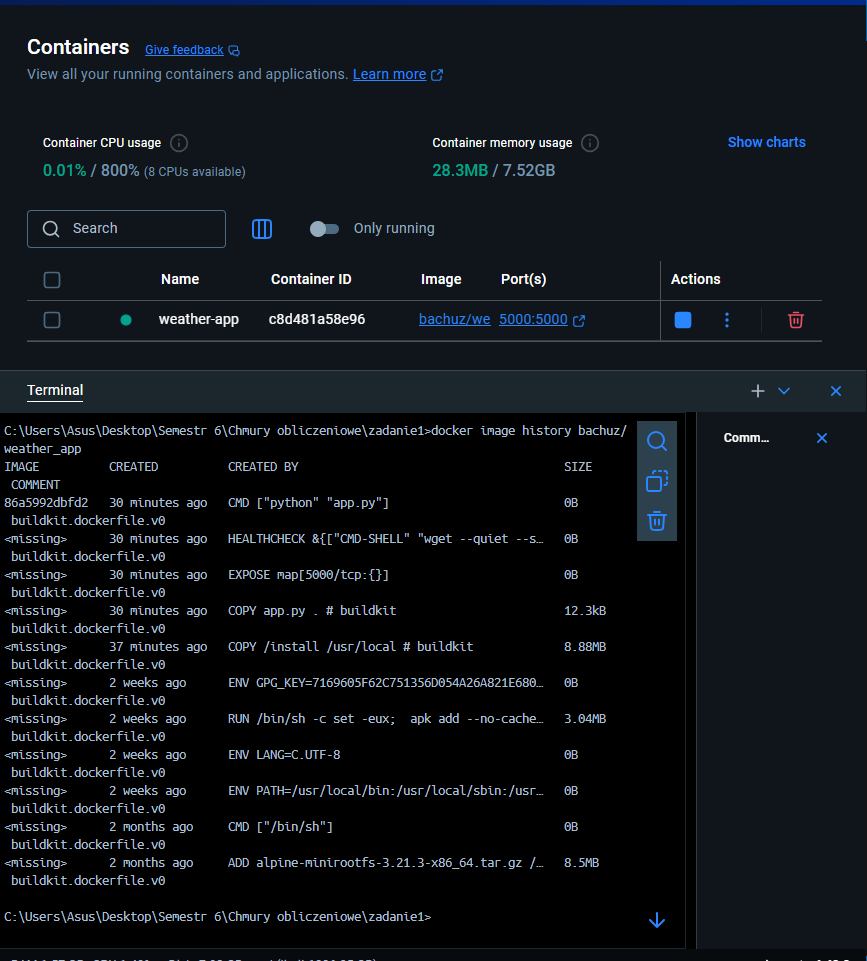 Containers Give feedback
View all your running containers and applications. Learn more
Container CPU usage
0.01% / 800% (8 CPUs available)
Container memory usage
28.3MB / 7.52GB
Show charts
Search
Only running
Name Container ID Image Port(s) Actions
weather-app c8d481a58e96 bachuz/we 5000:5000
Terminal
Comm...
C:\Users\Asus\Desktop\Semestr 6\Chmury obliczeniowe\zadanie1>docker image history bachuz/
weather_app
IMAGE CREATED CREATED BY SIZE
COMMENT
86a5992dbfd2 30 minutes ago CMD ["python" "app.py"] 0B
buildkit.dockerfile.v0
<missing> 30 minutes ago HEALTHCHECK &{["CMD-SHELL" "wget --quiet --s… 0B
buildkit.dockerfile.v0
<missing> 30 minutes ago EXPOSE map[5000/tcp:{}] 0B
buildkit.dockerfile.v0
<missing> 30 minutes ago COPY app.py . # buildkit 12.3kB
buildkit.dockerfile.v0
<missing> 37 minutes ago COPY /install /usr/local # buildkit 8.88MB
buildkit.dockerfile.v0
<missing> 2 weeks ago ENV GPG_KEY=7169605F62C751356D054A26A821E680… 0B
buildkit.dockerfile.v0
<missing> 2 weeks ago RUN /bin/sh -c set -eux; apk add --no-cache… 3.04MB
buildkit.dockerfile.v0
<missing> 2 weeks ago ENV LANG=C.UTF-8 0B
buildkit.dockerfile.v0
<missing> 2 weeks ago ENV PATH=/usr/local/bin:/usr/local/sbin:/usr… 0B
buildkit.dockerfile.v0
<missing> 2 months ago CMD ["/bin/sh"] 0B
buildkit.dockerfile.v0
<missing> 2 months ago ADD alpine-minirootfs-3.21.3-x86_64.tar.gz /… 8.5MB
buildkit.dockerfile.v0
C:\Users\Asus\Desktop\Semestr 6\Chmury obliczeniowe\zadanie1>